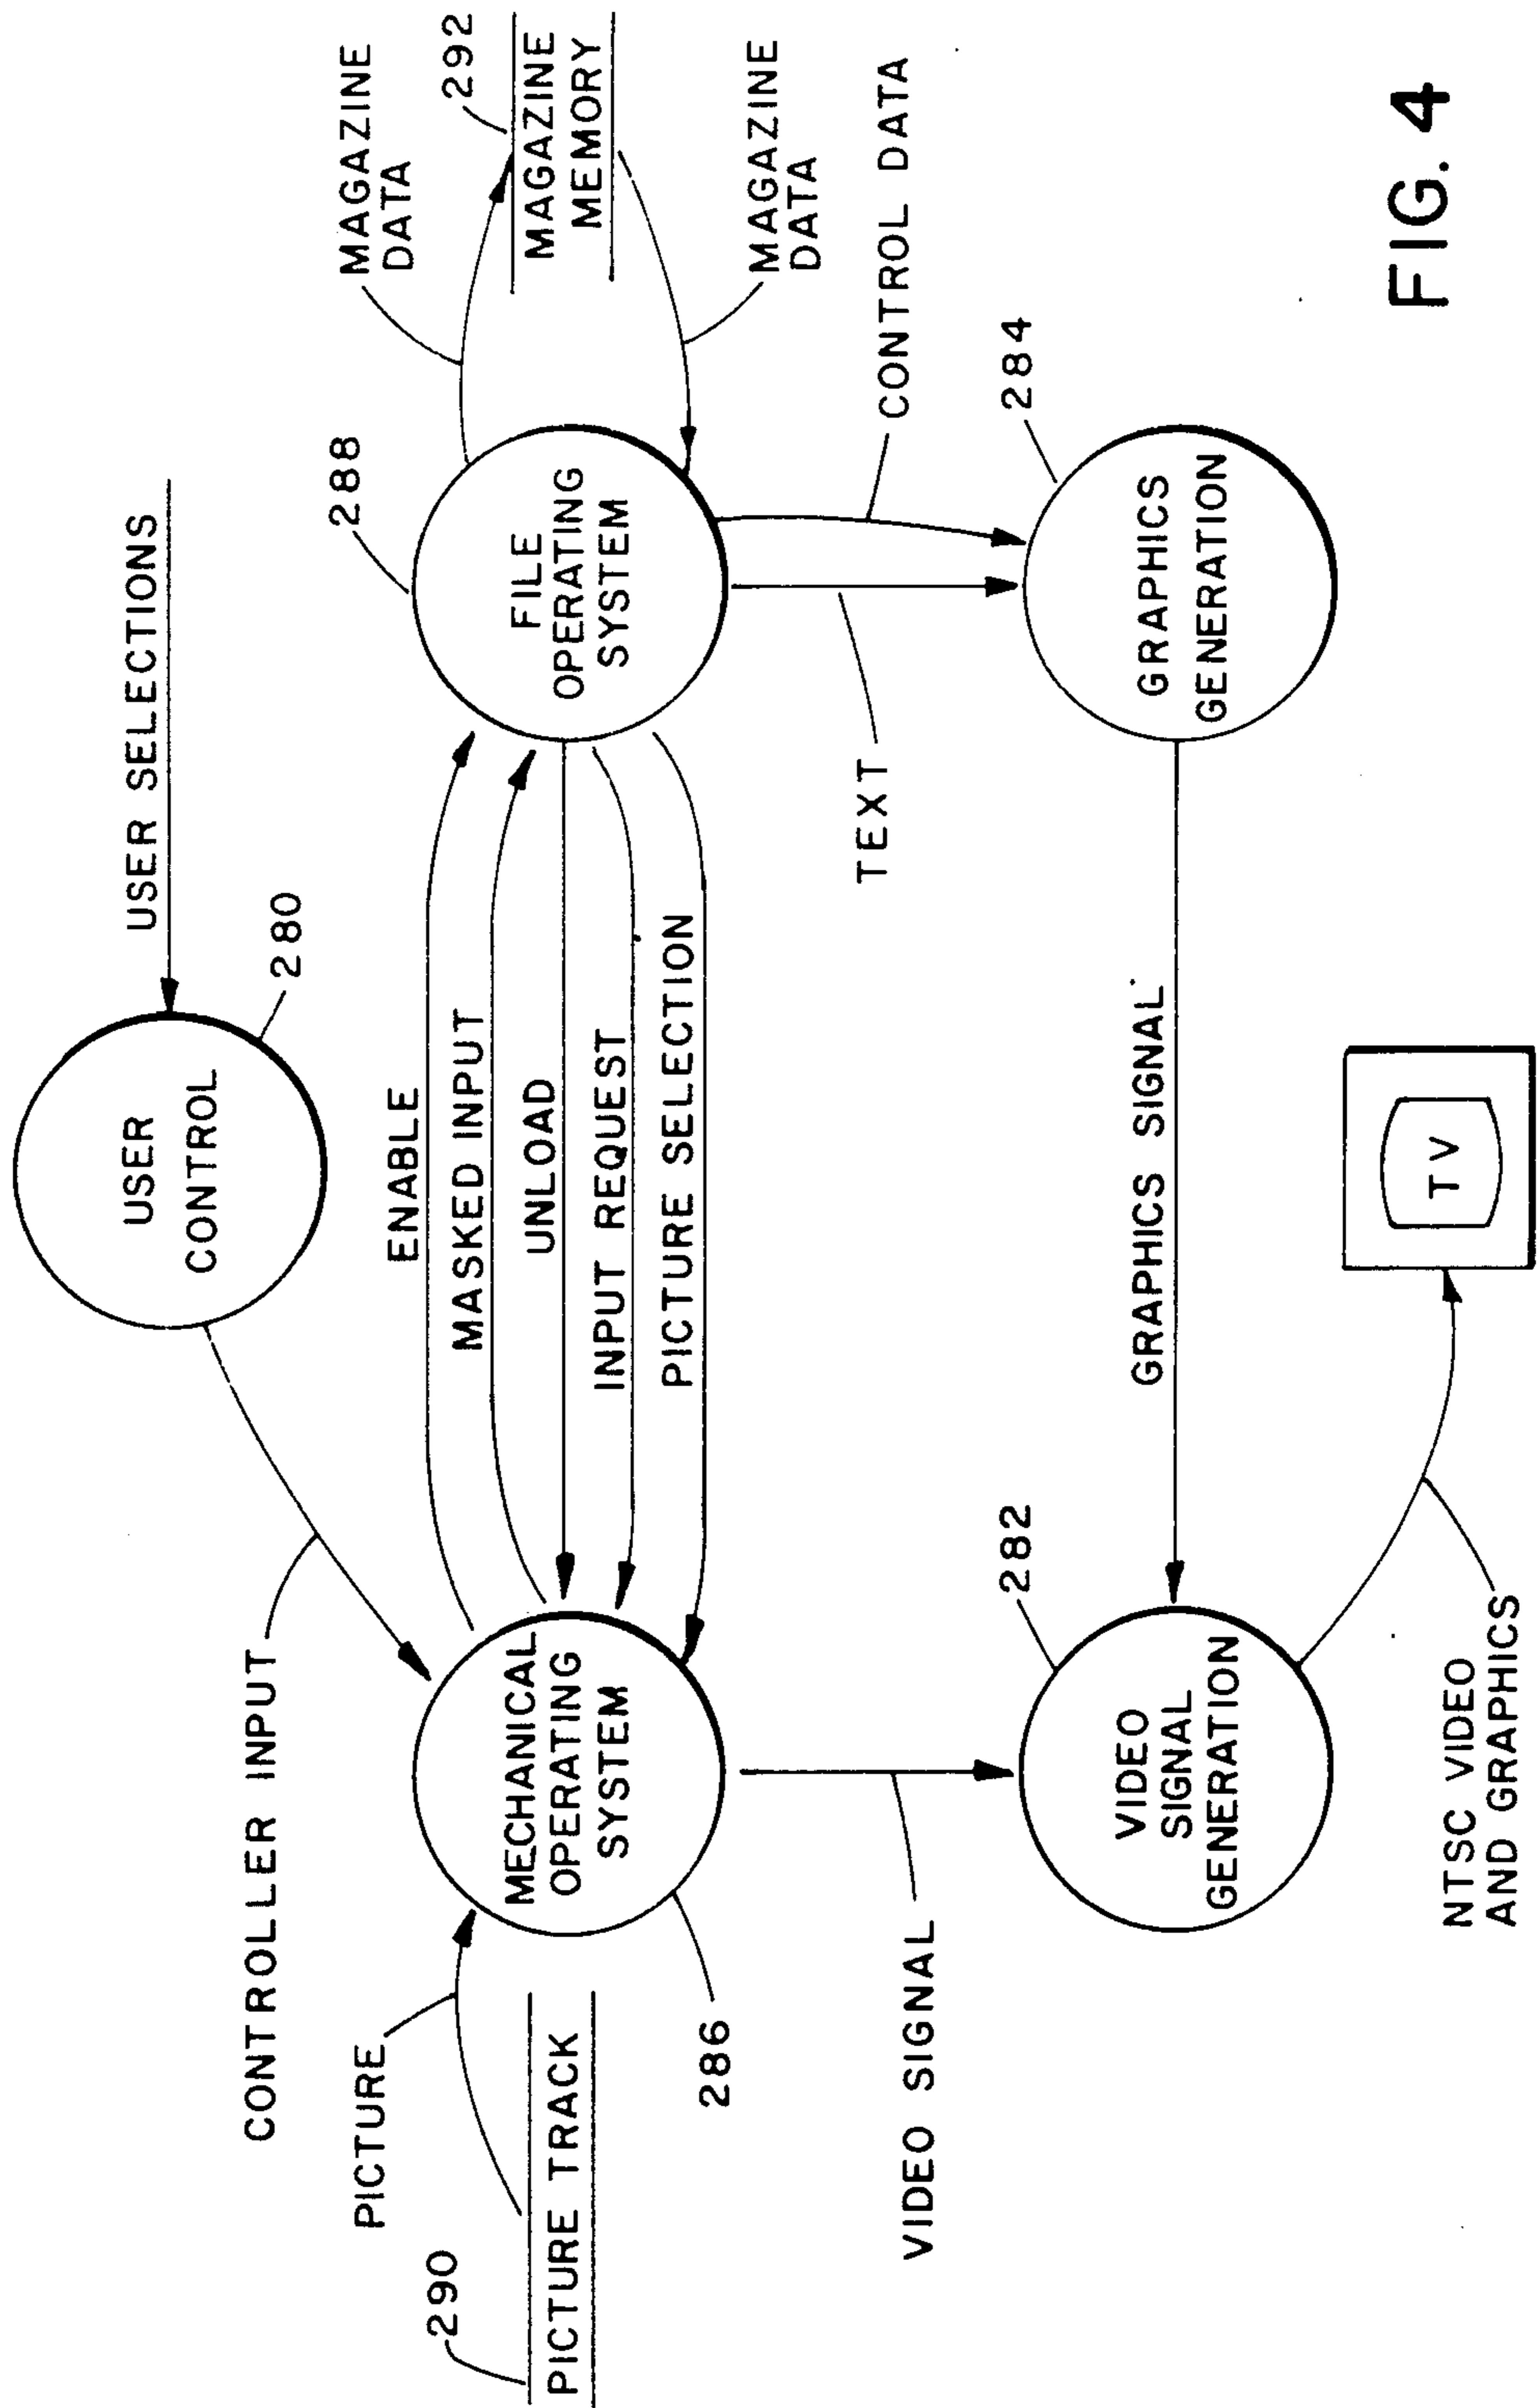 USER SELECTIONS
USER
CONTROL
280
CONTROLLER INPUT
PICTURE
290
PICTURE TRACK
MECHANICAL
OPERATING
SYSTEM
286
ENABLE
MASKED INPUT
UNLOAD
INPUT REQUEST
PICTURE SELECTION
288
FILE
OPERATING
SYSTEM
MAGAZINE
DATA
292
MAGAZINE
MEMORY
MAGAZINE
DATA
VIDEO SIGNAL
TEXT
CONTROL DATA
282
VIDEO
SIGNAL
GENERATION
GRAPHICS SIGNAL
284
GRAPHICS
GENERATION
NTSC VIDEO
AND GRAPHICS
TV
FIG. 4